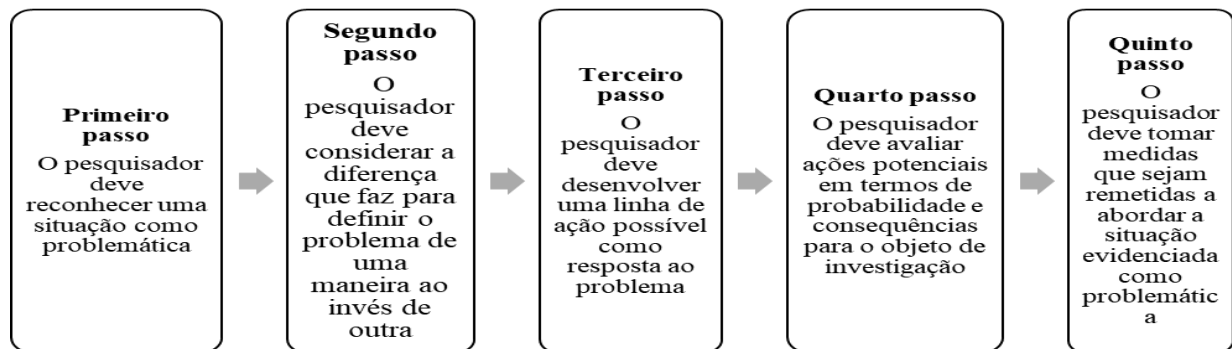 Primeiro
passo
O pesquisador
deve
reconhecer uma
situação como
problemática
Segundo
passo
O
pesquisador
deve
considerar a
diferença
que faz para
definir o
problema de
uma
maneira ao
invés de
outra
Terceiro
passo
O
pesquisador
deve
desenvolver
uma linha de
ação possível
como
resposta ao
problema
Quarto passo
O pesquisador
deve avaliar
ações potenciais
em termos de
probabilidade e
consequências
para o objeto de
investigação
Quinto
passo
O
pesquisador
deve tomar
medidas
que sejam
remetidas a
abordar a
situação
evidenciada
como
problemátic
a